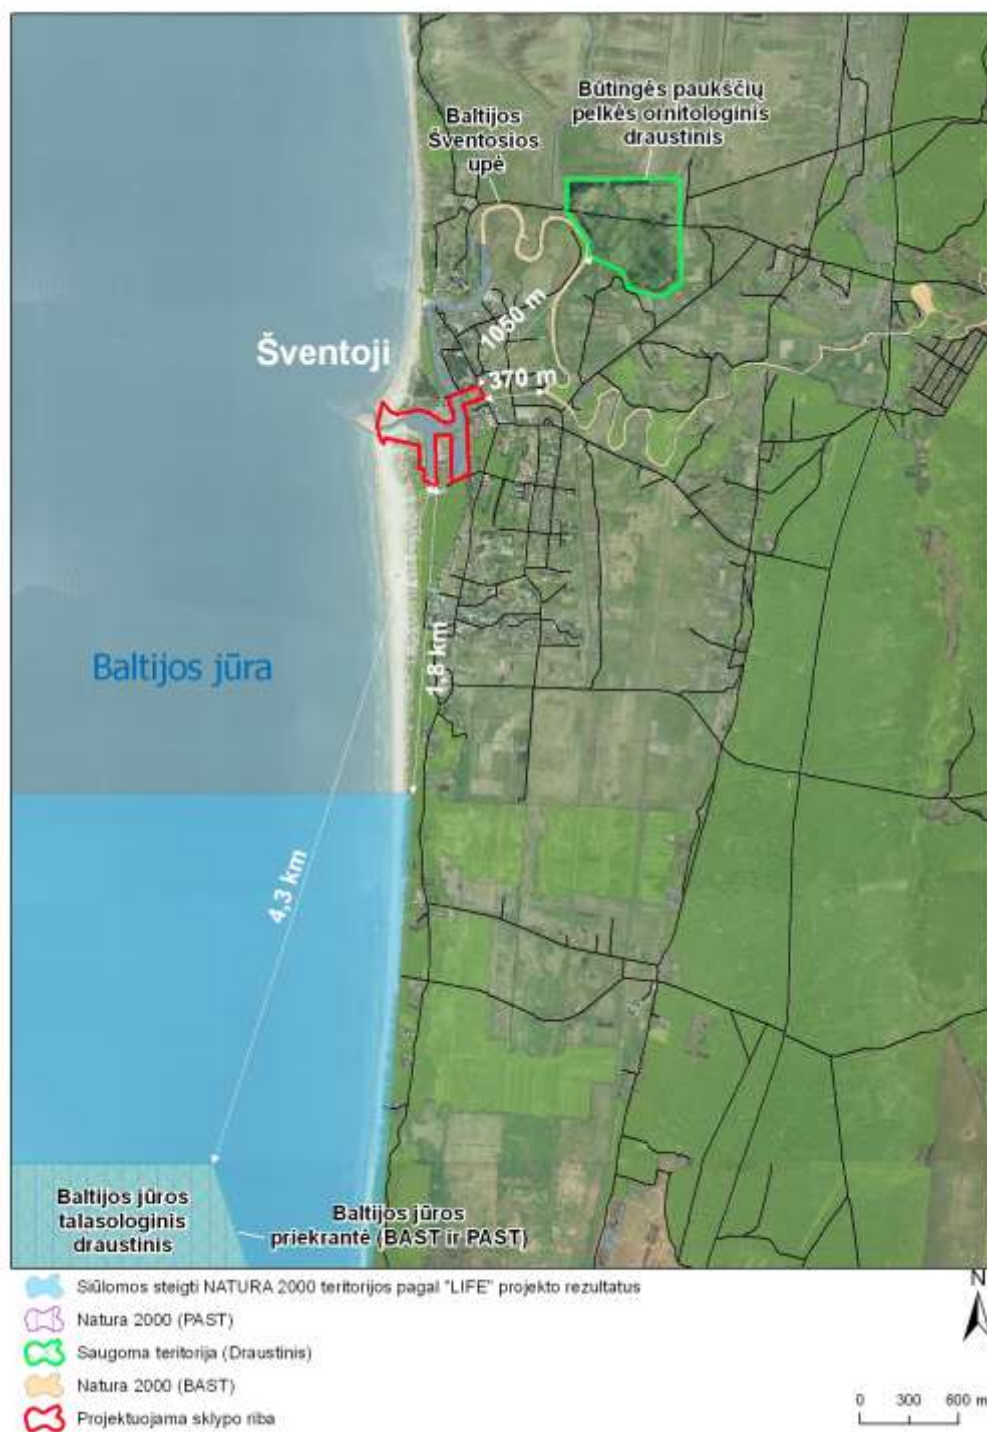 Būtingės paukščių
pelkės ornitologinis
draustinis
Baltijos
Šventosios
upė
1050 m
Šventoji
370 m
Baltijos jūra
1,8 km
4,3 km
Baltijos jūros
talasologinis
draustinis
Baltijos jūros
priekrantė (BAST ir PAST)
Siūlomos steigti NATURA 2000 teritorijos pagal "LIFE" projekto rezultatus
Natura 2000 (PAST)
Saugoma teritorija (Draustinis)
Natura 2000 (BAST)
Projektuojama sklypo riba
N
0 300 600 m